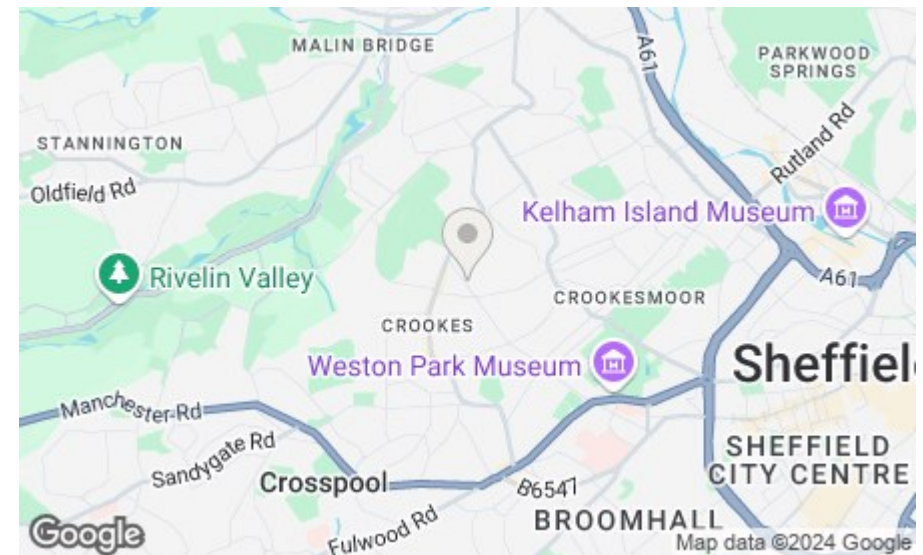 MALIN BRIDGE
A61
PARKWOOD
SPRINGS
STANNINGTON
Rutland Rd
Oldfield Rd
Kelham Island Museum
Rivelin Valley
A61
CROOKESMOOR
CROOKES
Weston Park Museum
Sheffiel
Manchester Rd
Sandygate Rd
SHEFFIELD
CITY CENTRE
Crosspool
B6547
BROOMHALL
Fulwood Rd
Google
Map data ©2024 Google